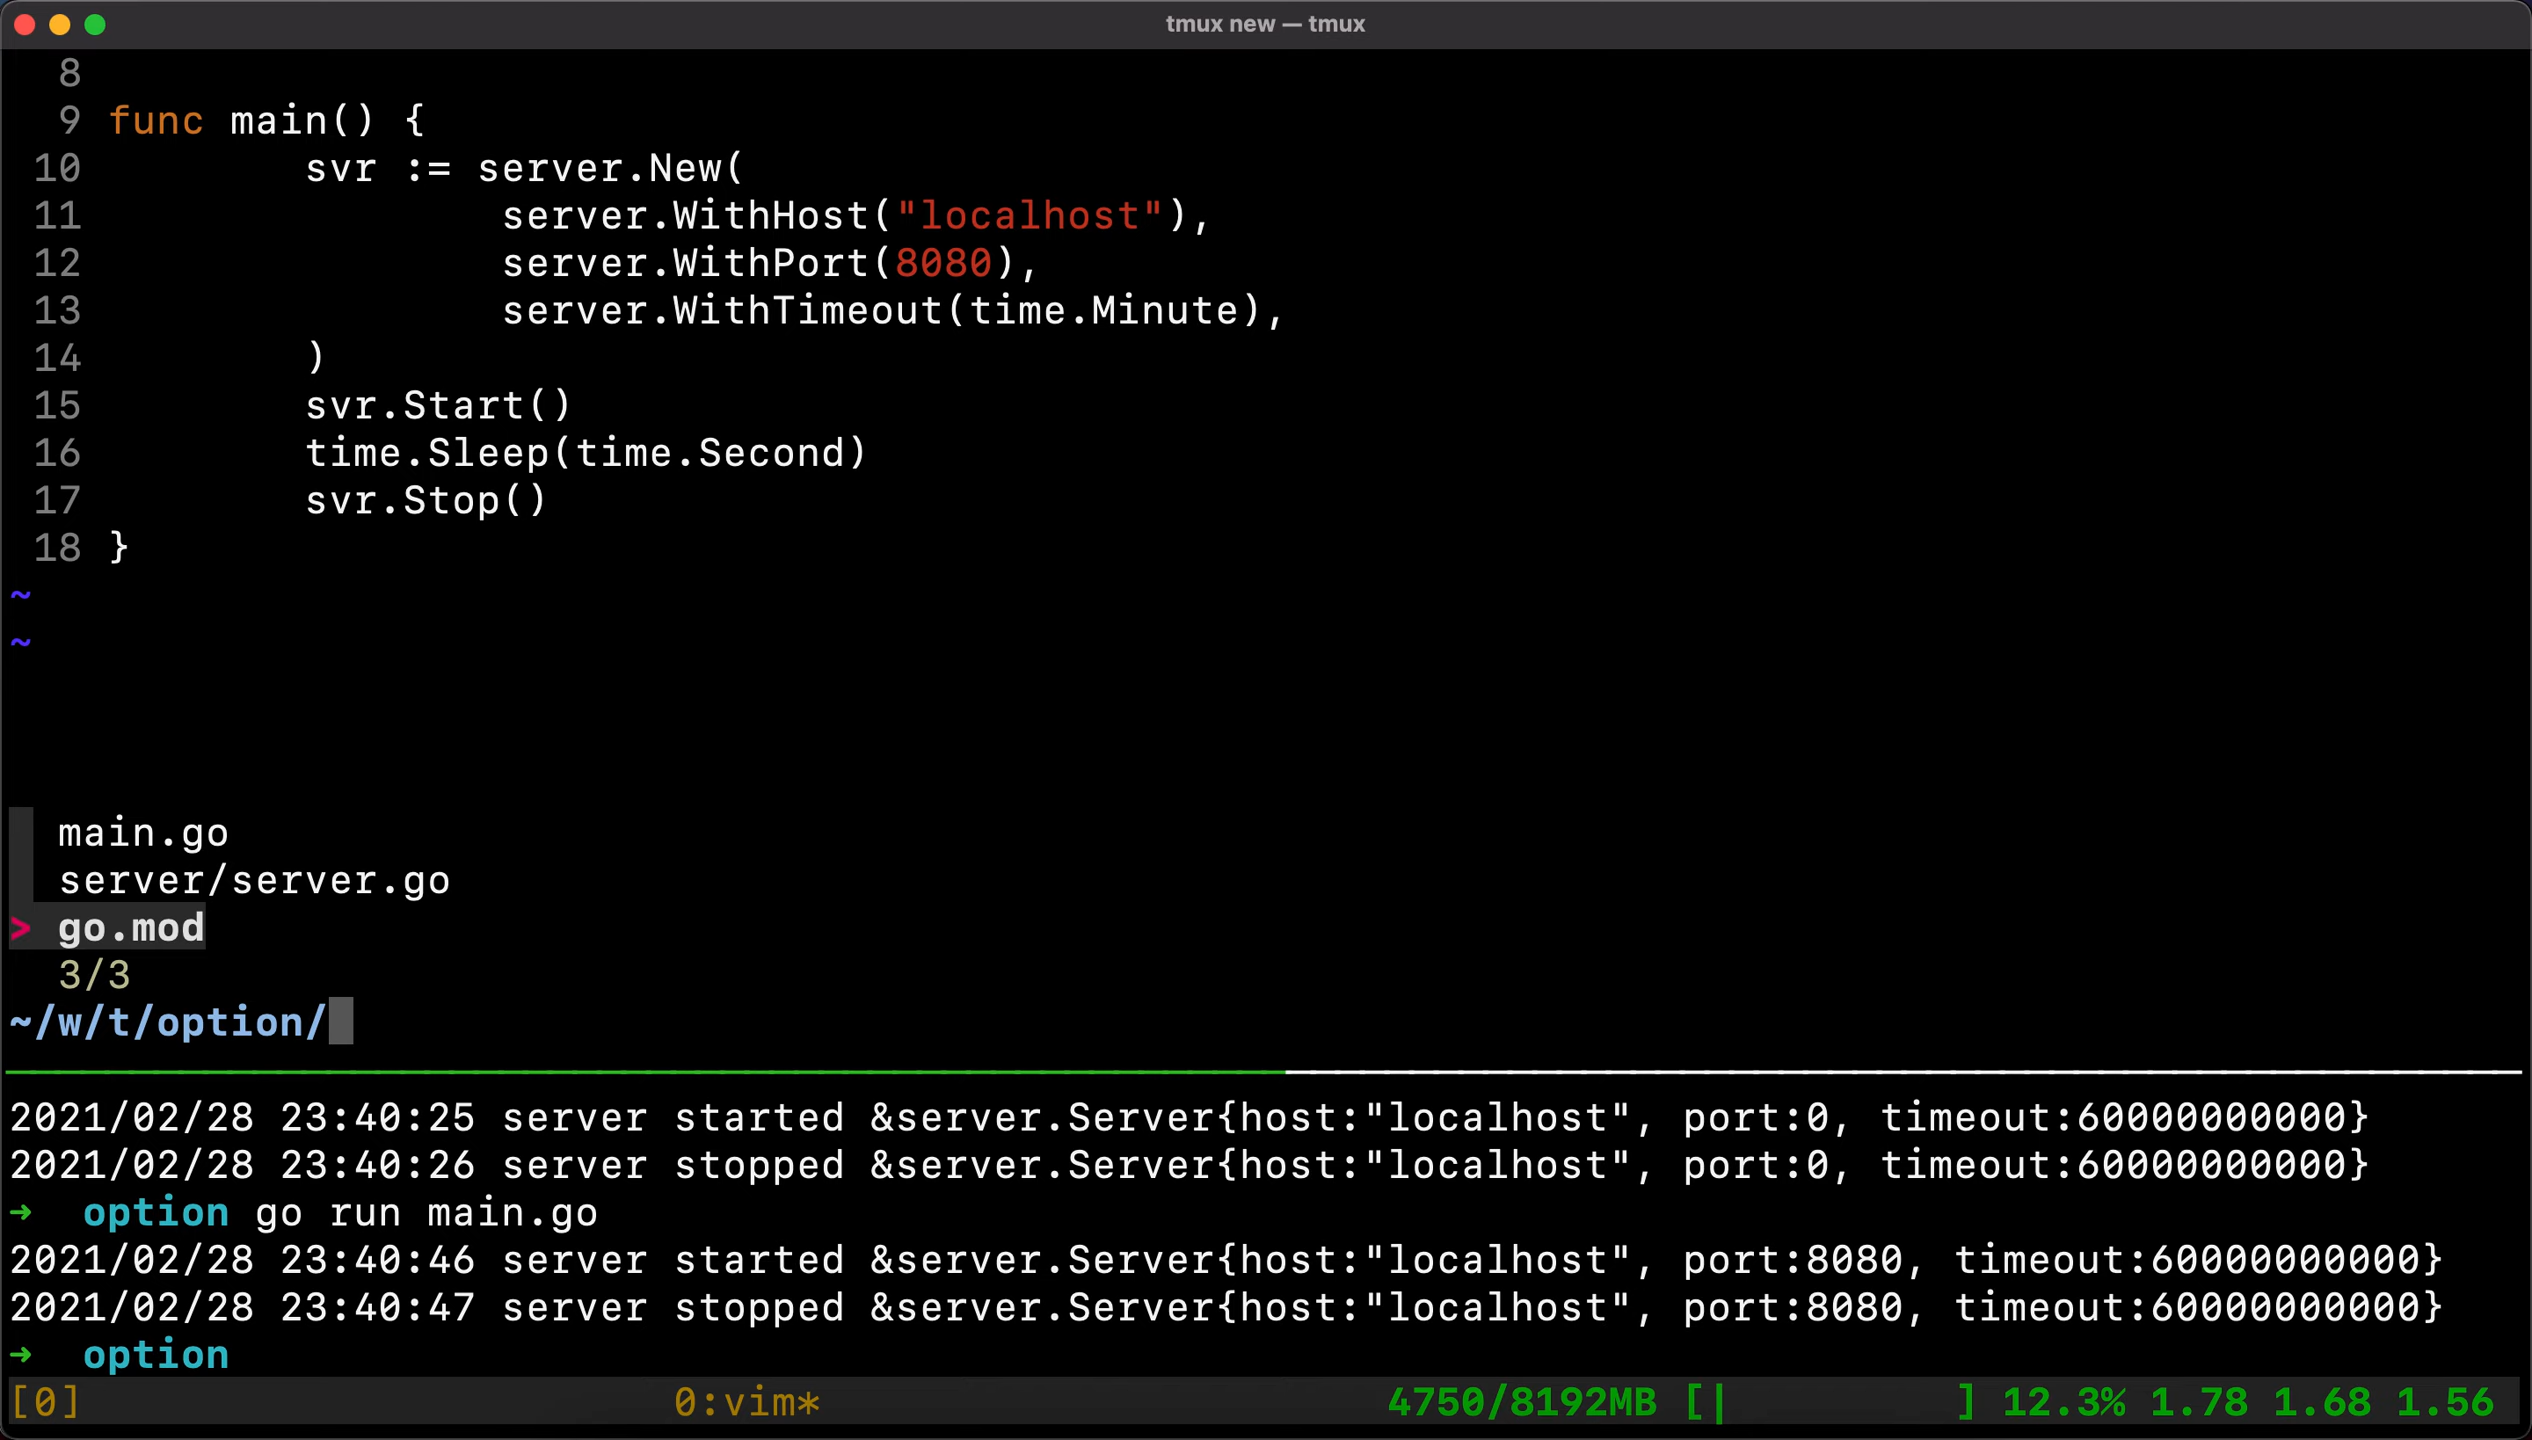 tmux new — tmux
8
9 func main() {
10 svr := server.New(
11 server.WithHost("localhost"),
12 server.WithPort(8080),
13 server.WithTimeout(time.Minute),
14 )
15 svr.Start()
16 time.Sleep(time.Second)
17 svr.Stop()
18 }
~
~
main.go
server/server.go
> go.mod
3/3
~/w/t/option/
2021/02/28 23:40:25 server started &server.Server{host:"localhost", port:0, timeout:60000000000}
2021/02/28 23:40:26 server stopped &server.Server{host:"localhost", port:0, timeout:60000000000}
➜ option go run main.go
2021/02/28 23:40:46 server started &server.Server{host:"localhost", port:8080, timeout:60000000000}
2021/02/28 23:40:47 server stopped &server.Server{host:"localhost", port:8080, timeout:60000000000}
➜ option
[0] 0:vim* 4750/8192MB [| ] 12.3% 1.78 1.68 1.56